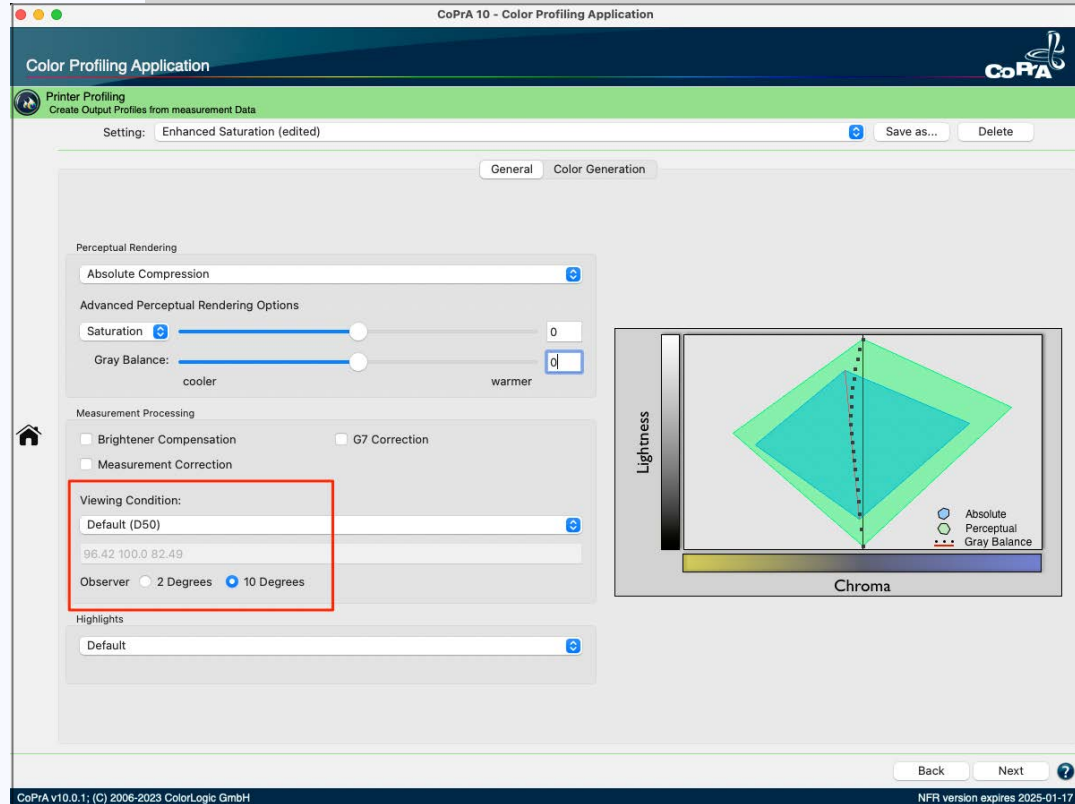 CoPrA 10 - Color Profiling Application
Color Profiling Application
CoPrA
Printer Profiling
Create Output Profiles from measurement Data
Setting: Enhanced Saturation (edited) Save as... Delete
General Color Generation
Perceptual Rendering
Absolute Compression
Advanced Perceptual Rendering Options
Saturation 0
Gray Balance: 0
cooler warmer
Measurement Processing
Brightener Compensation G7 Correction
Measurement Correction
Viewing Condition:
Default (D50)
96.42 100.0 82.49
Observer 2 Degrees 10 Degrees
Highlights
Default
Lightness
Absolute
Perceptual
Gray Balance
Chroma
Back Next ?
CoPrA v10.0.1; (C) 2006-2023 ColorLogic GmbH NFR version expires 2025-01-17